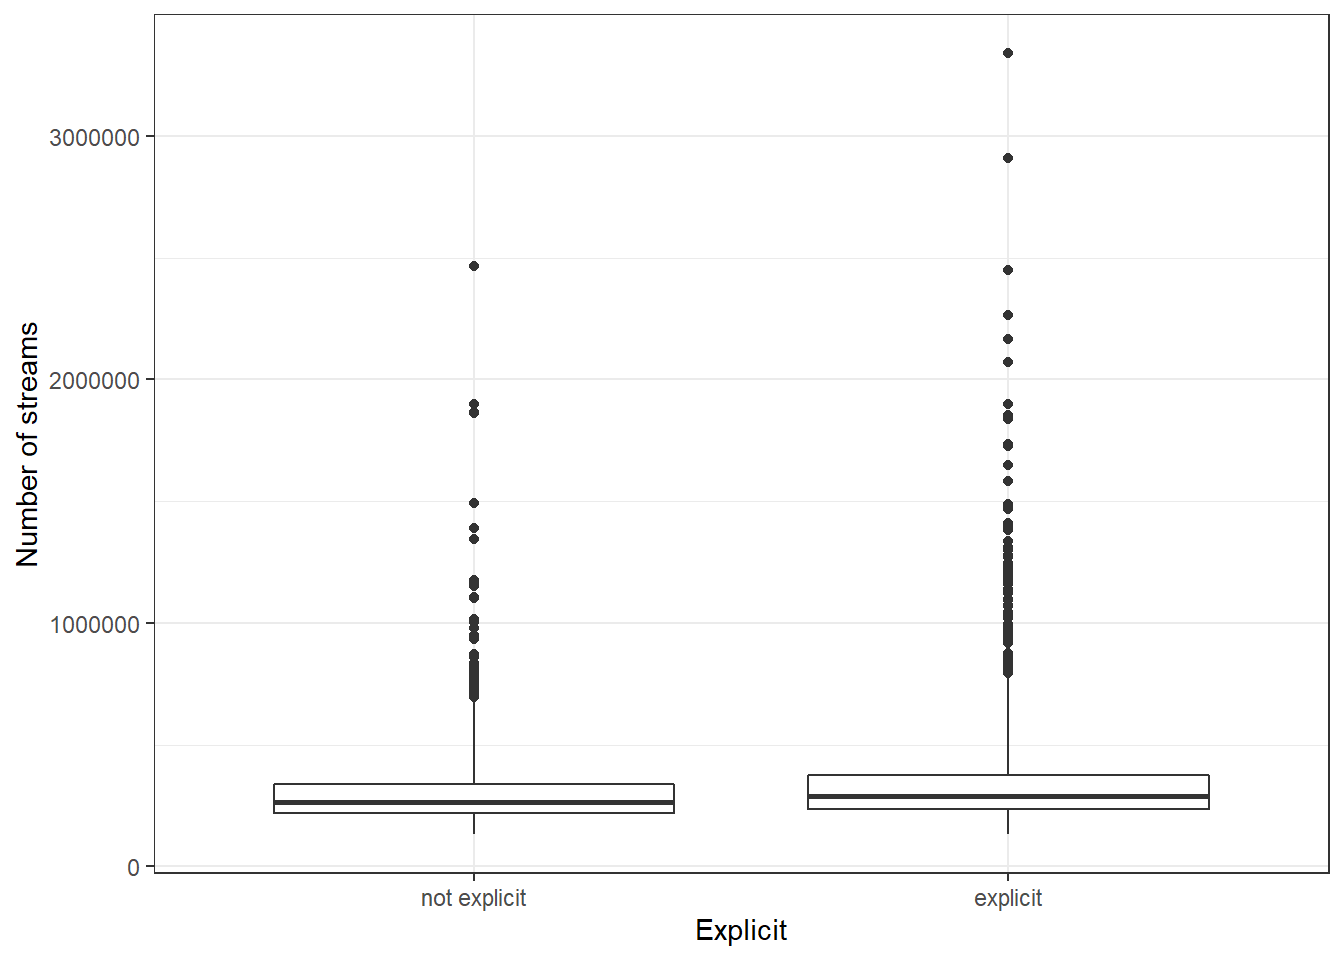 Number of streams
3000000
2000000
1000000
0
not explicit
explicit
Explicit